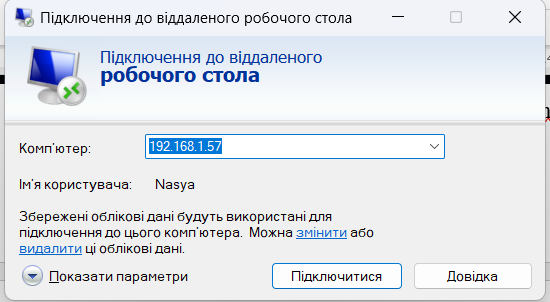 Підключення до віддаленого робочого стола
Підключення до віддаленого
робочого стола
Комп'ютер:
192.168.1.57
Ім'я користувача: Nasya
Збережені облікові дані будуть використані для
підключення до цього комп'ютера. Можна змінити або
видалити ці облікові дані.
Показати параметри
Підключитися
Довідка